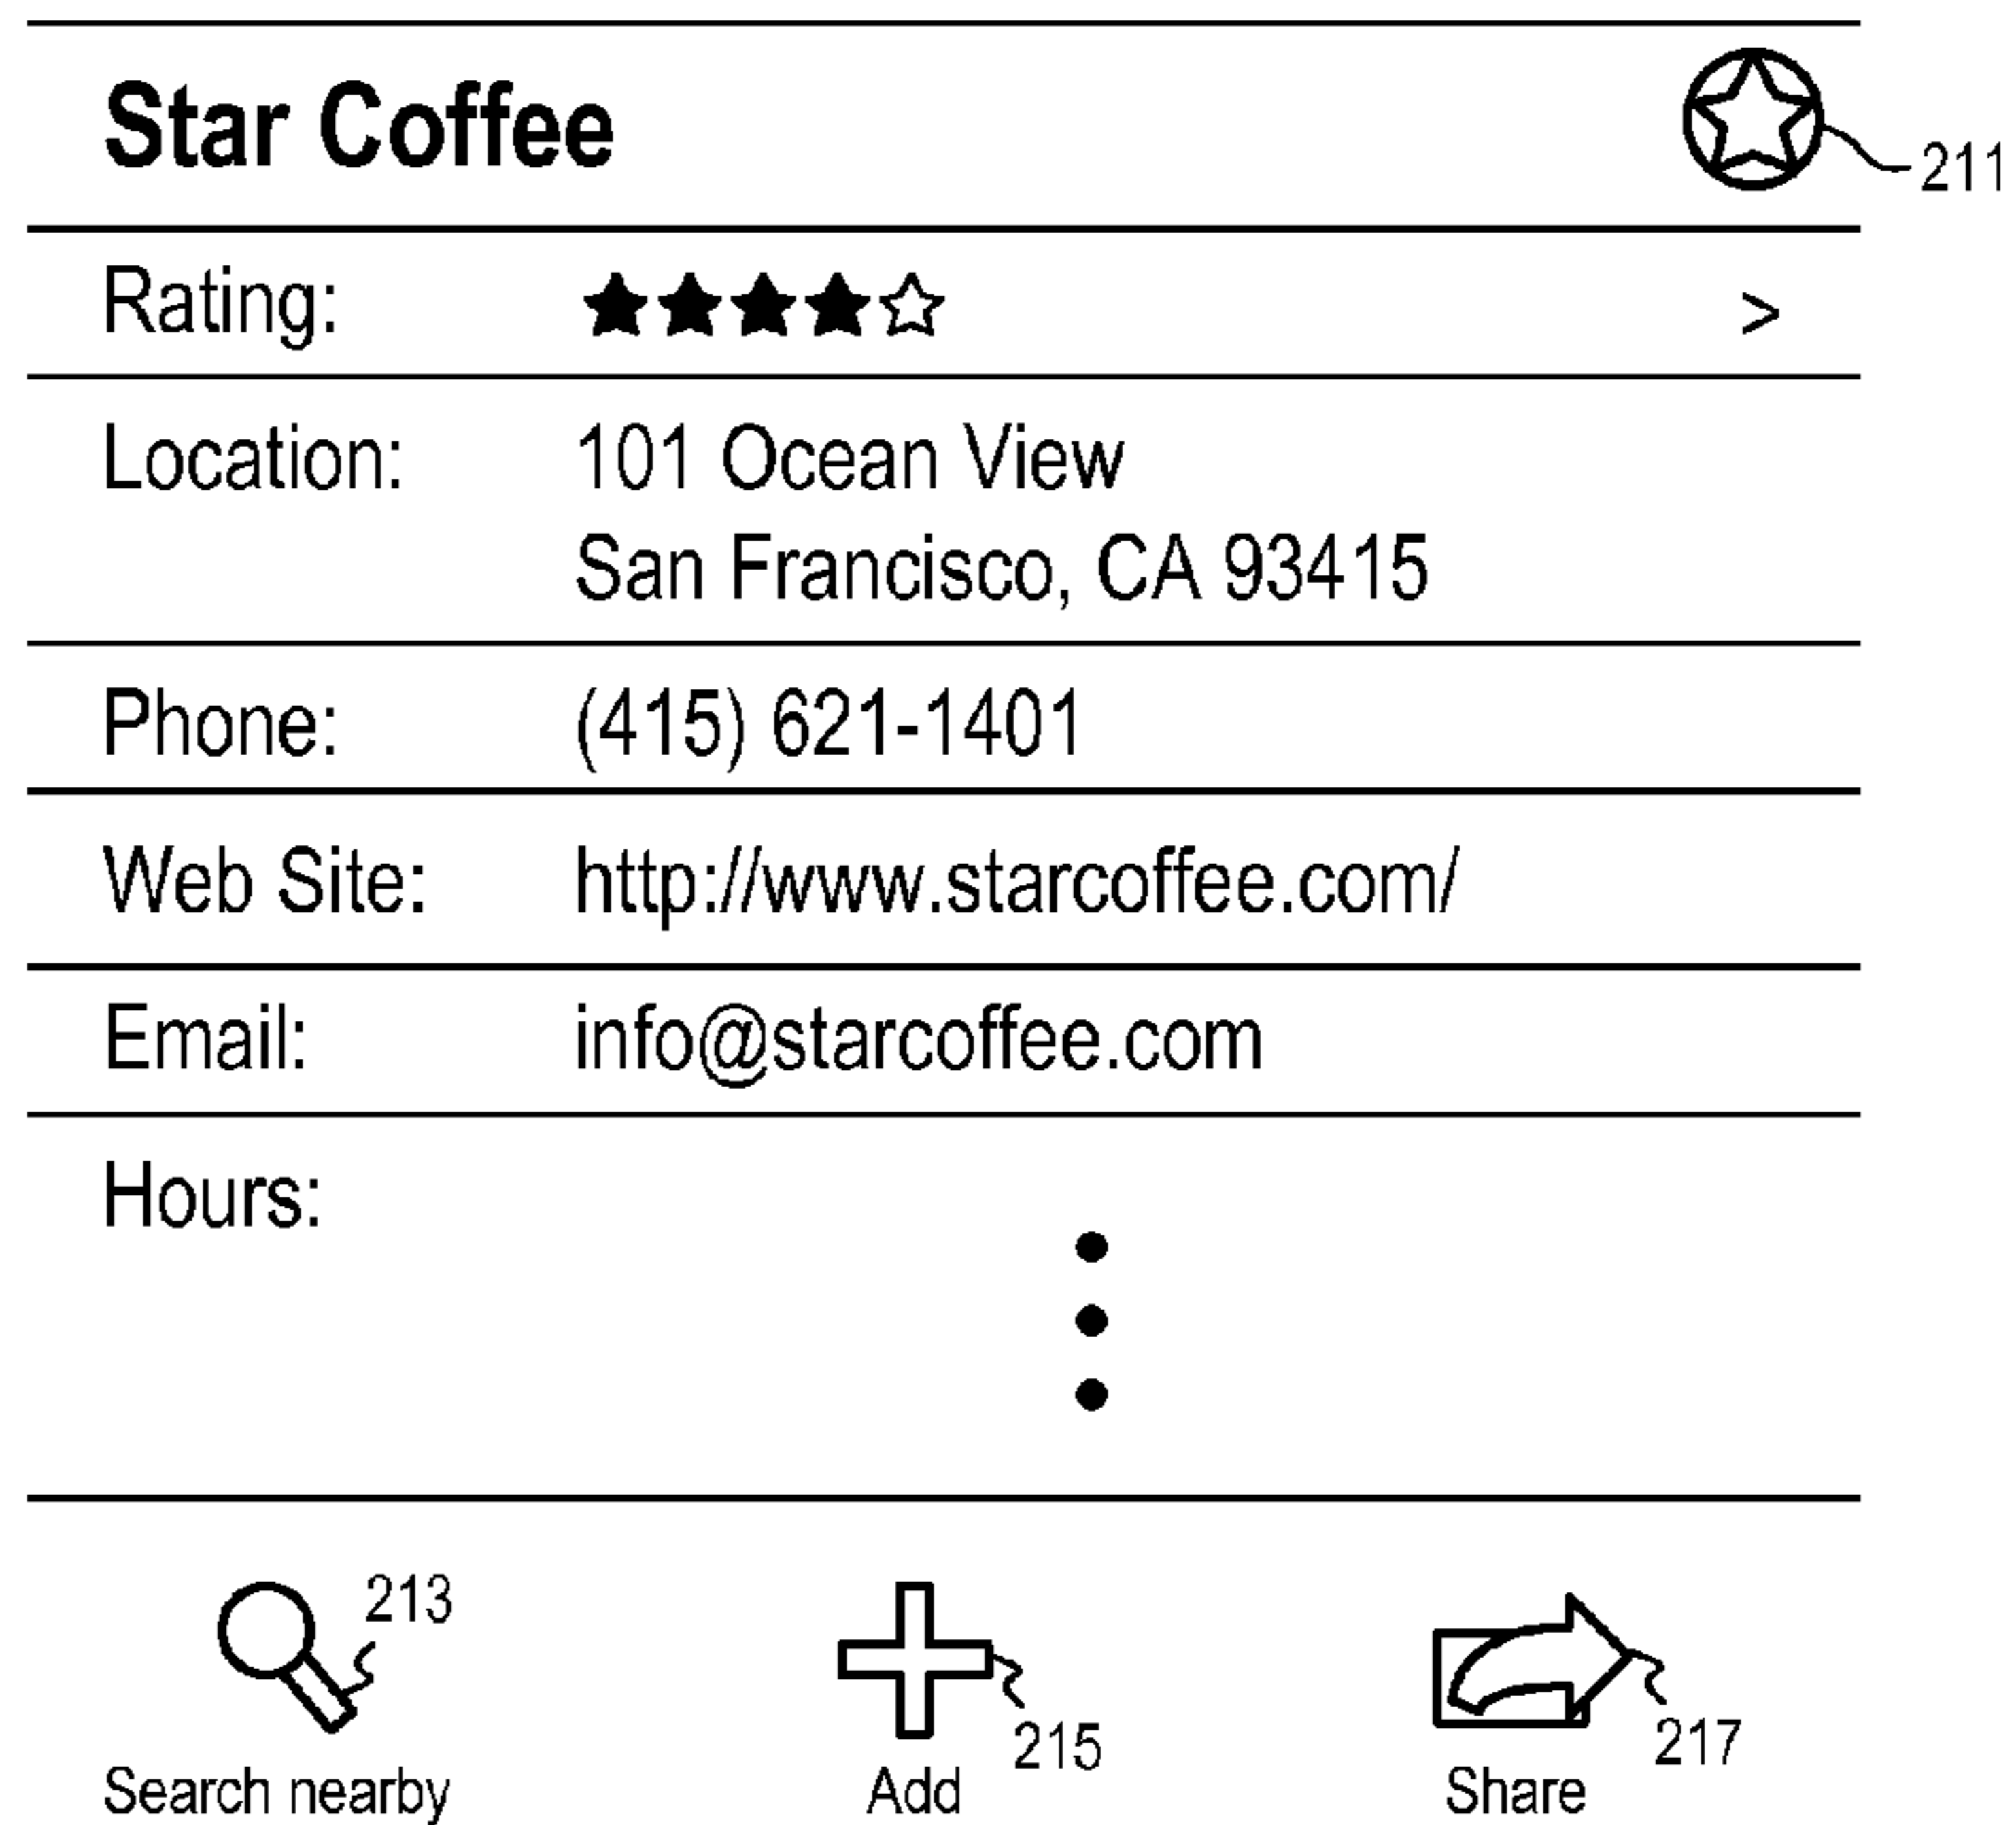 Star Coffee
211
Rating: ★★★★☆ >
Location: 101 Ocean View
San Francisco, CA 93415
Phone: (415) 621-1401
Web Site: http://www.starcoffee.com/
Email: info@starcoffee.com
Hours:
213
215
217
Search nearby Add Share